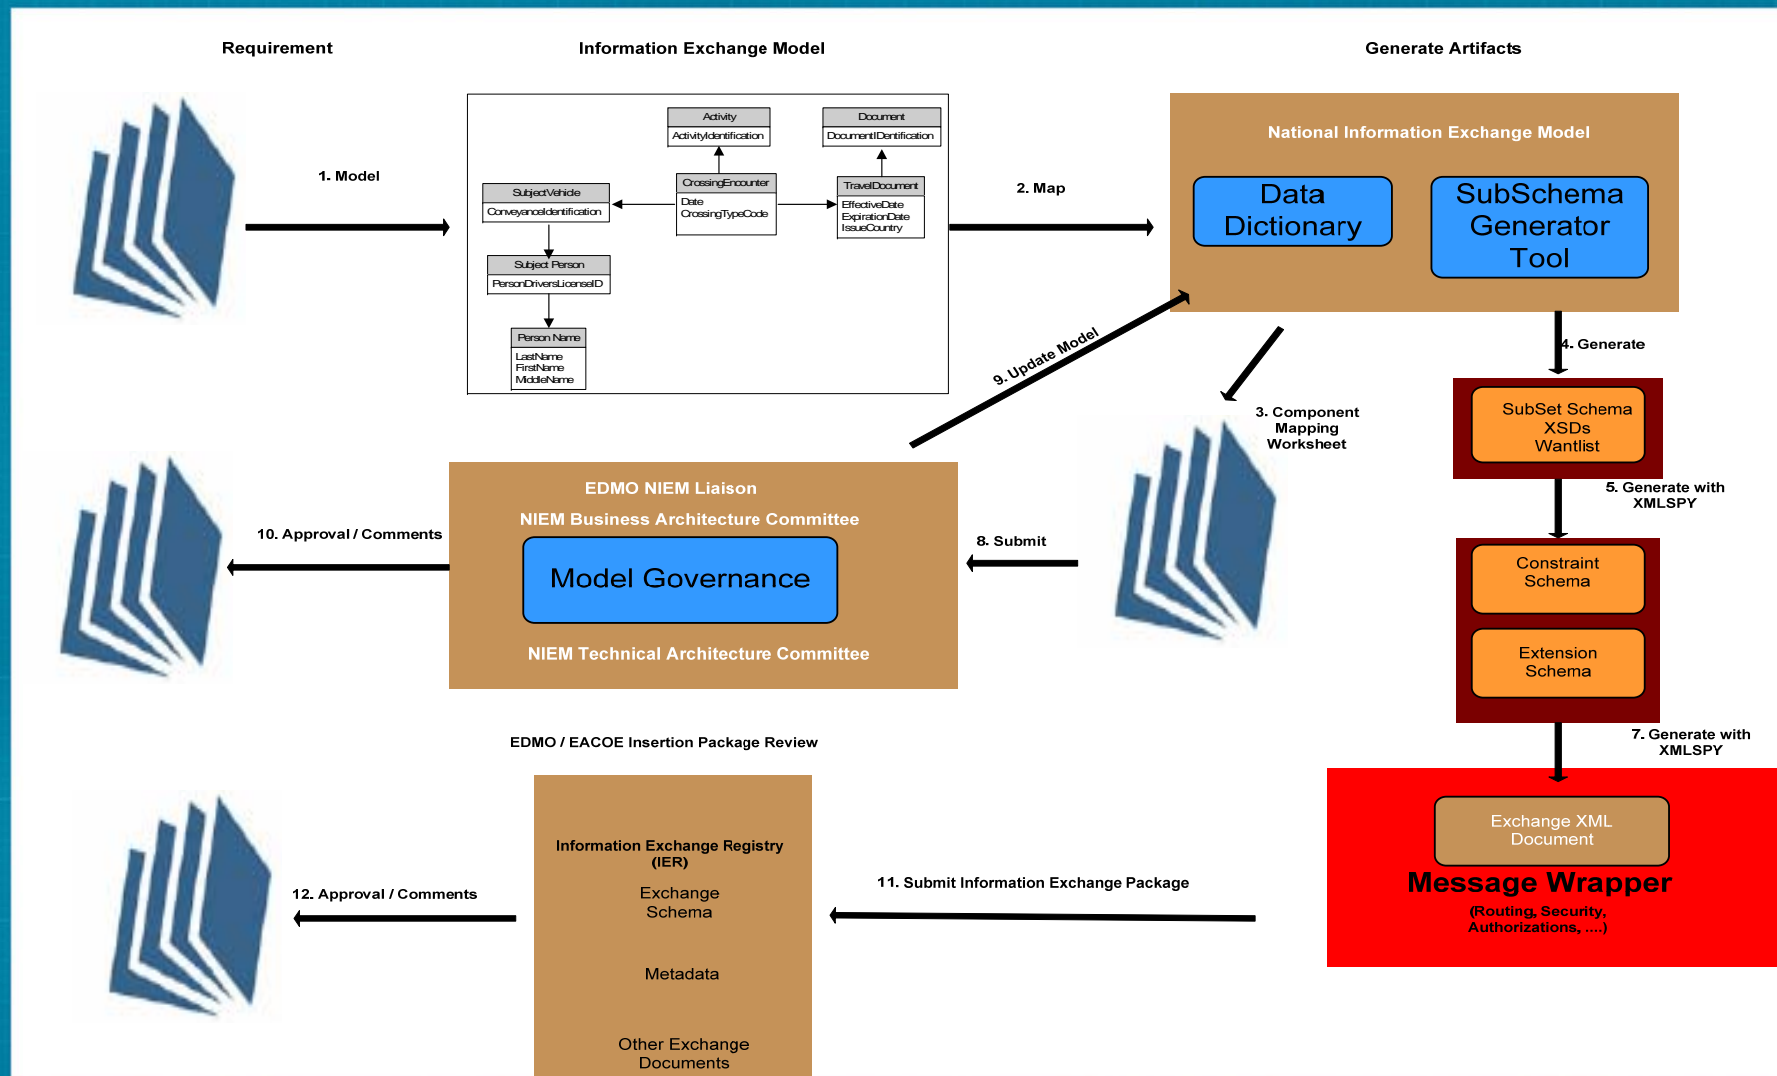 Requirement
Information Exchange Model
Generate Artifacts
1. Model
Activity
ActivityIdentification
Document
DocumentIDentification
SubjectVehicle
ConveyanceIdentification
CrossingEncounter
Date
CrossingTypeCode
TravelDocument
EffectiveDate
ExpirationDate
IssueCountry
Subject Person
PersonDriversLicenseID
Person Name
LastName
FirstName
MiddleName
2. Map
National Information Exchange Model
Data
Dictionary
SubSchema
Generator
Tool
9. Update Model
3. Component
Mapping
Worksheet
4. Generate
SubSet Schema
XSDs
Wantlist
5. Generate with
XMLSPY
Constraint
Schema
Extension
Schema
7. Generate with
XMLSPY
EDMO NIEM Liaison
NIEM Business Architecture Committee
Model Governance
NIEM Technical Architecture Committee
8. Submit
10. Approval / Comments
EDMO / EACOE Insertion Package Review
Information Exchange Registry
(IER)
Exchange
Schema
Metadata
Other Exchange
Documents
11. Submit Information Exchange Package
12. Approval / Comments
Exchange XML
Document
Message Wrapper
(Routing, Security,
Authorizations, ....)